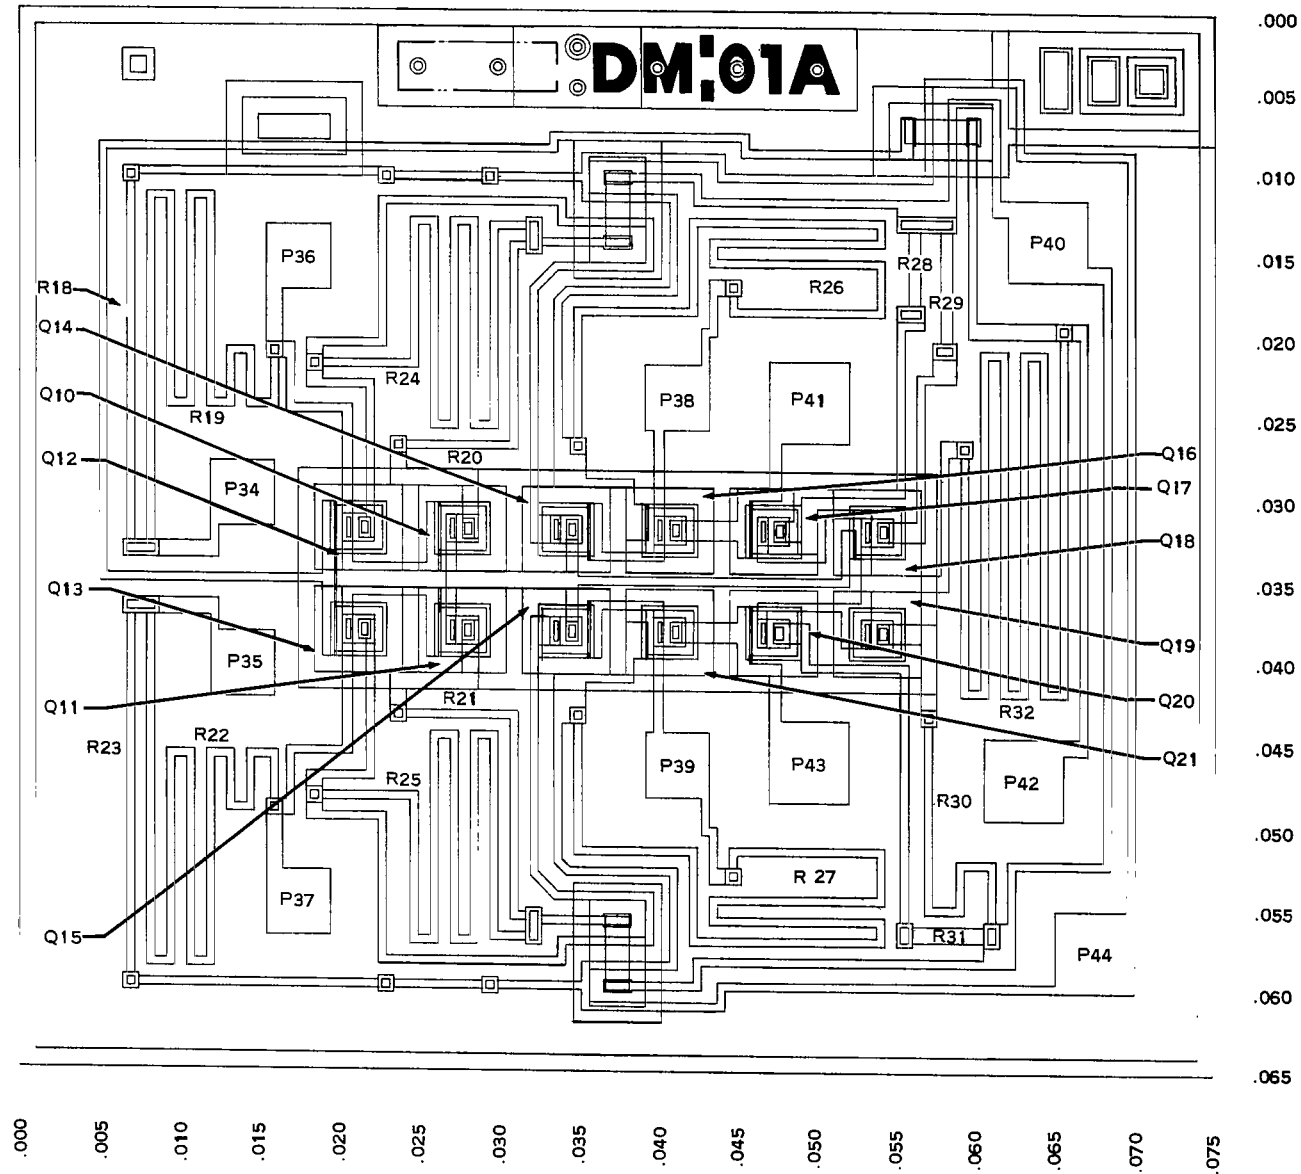 DM:01A
.000
.005
.010
.015
.020
.025
.030
.035
.040
.045
.050
.055
.060
.065
P36
P40
R28
R26
R29
R18
Q14
R24
P38
P41
Q10
R19
R20
Q12
Q16
P34
Q17
Q18
Q13
P35
Q19
R21
Q20
Q11
R32
R23
R22
Q21
R25
P39
P43
P42
R30
P37
R 27
Q15
R31
P44
.000
.005
.010
.015
.020
.025
.030
.035
.040
.045
.050
.055
.060
.065
.070
.075